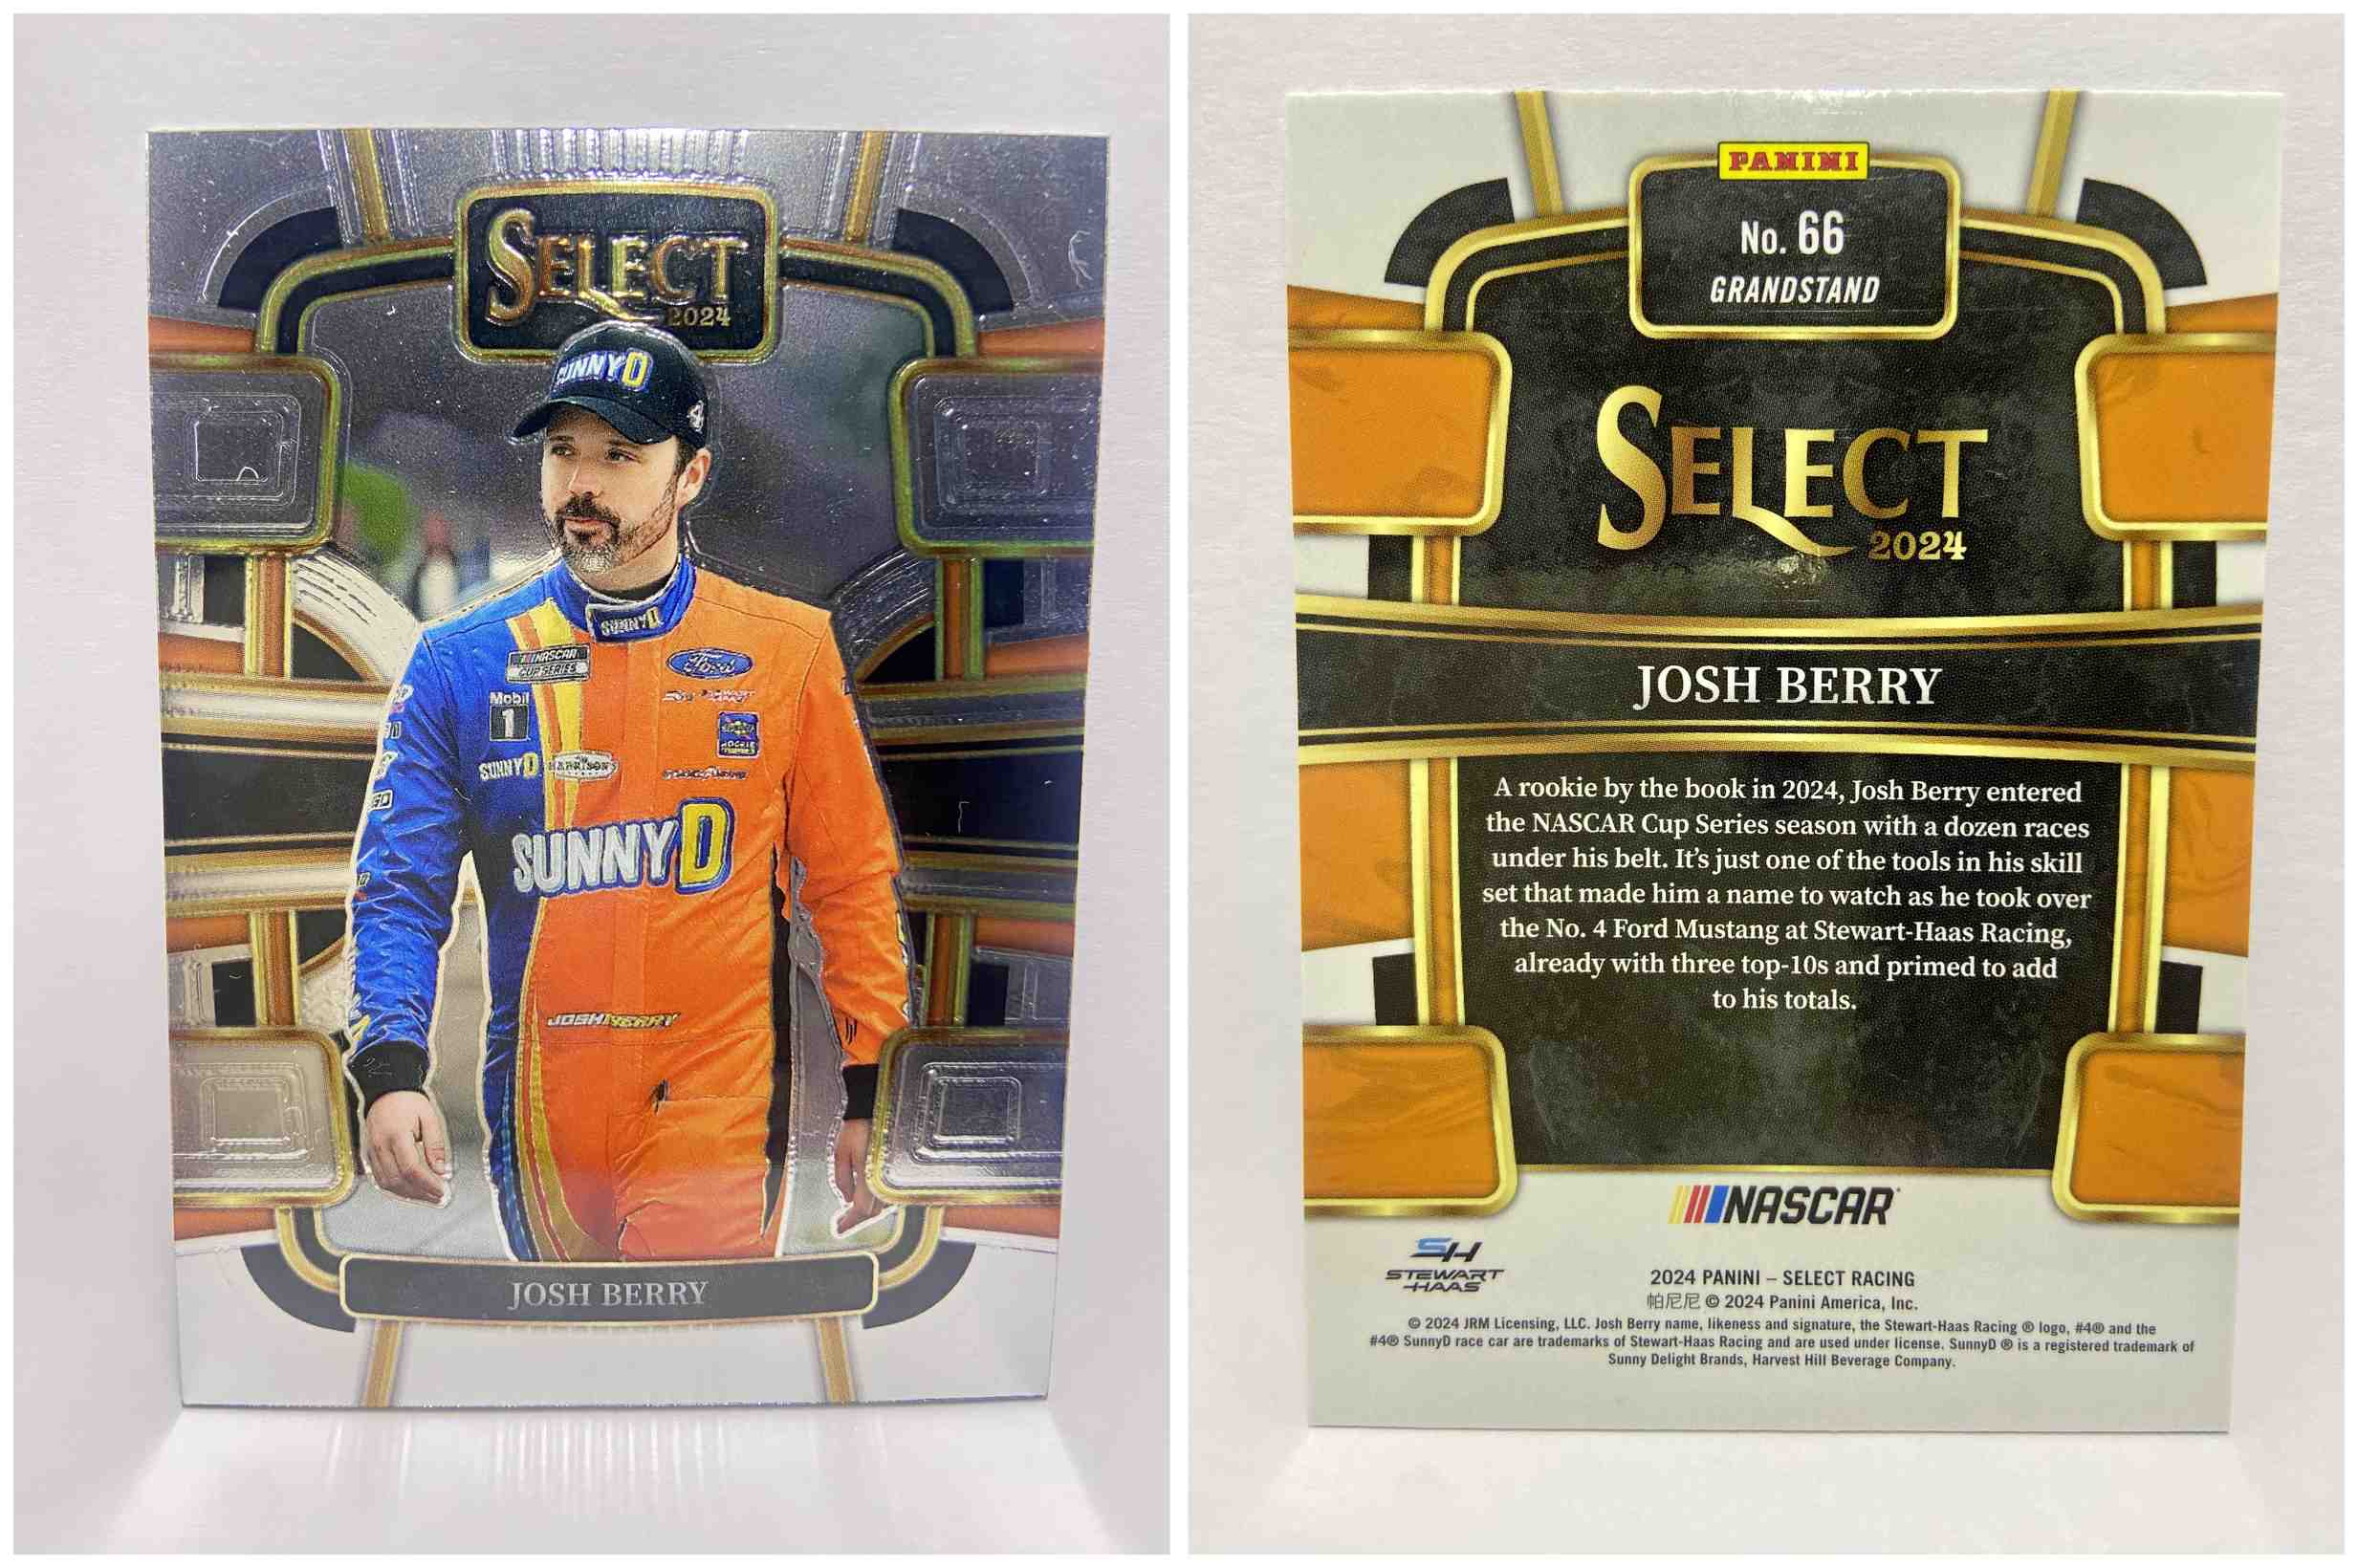 SELECT
2024
SUNNYD
4
SUNNYD
NASCAR
CUP SERIES
Ford
Mobil
1
SUNNYD
HARRISON'S
SUNNYD
JOSH BERRY
JOSH BERRY
PANINI
No. 66
GRANDSTAND
SELECT
2024
JOSH BERRY
A rookie by the book in 2024, Josh Berry entered
the NASCAR Cup Series season with a dozen races
under his belt. It's just one of the tools in his skill
set that made him a name to watch as he took over
the No. 4 Ford Mustang at Stewart-Haas Racing,
already with three top-10s and primed to add
to his totals.
NASCAR
SH
STEWART
HAAS
2024 PANINI – SELECT RACING
帕尼尼 © 2024 Panini America, Inc.
© 2024 JRM Licensing, LLC. Josh Berry name, likeness and signature, the Stewart-Haas Racing ® logo, #4® and the
#4® SunnyD race car are trademarks of Stewart-Haas Racing and are used under license. SunnyD ® is a registered trademark of
Sunny Delight Brands, Harvest Hill Beverage Company.